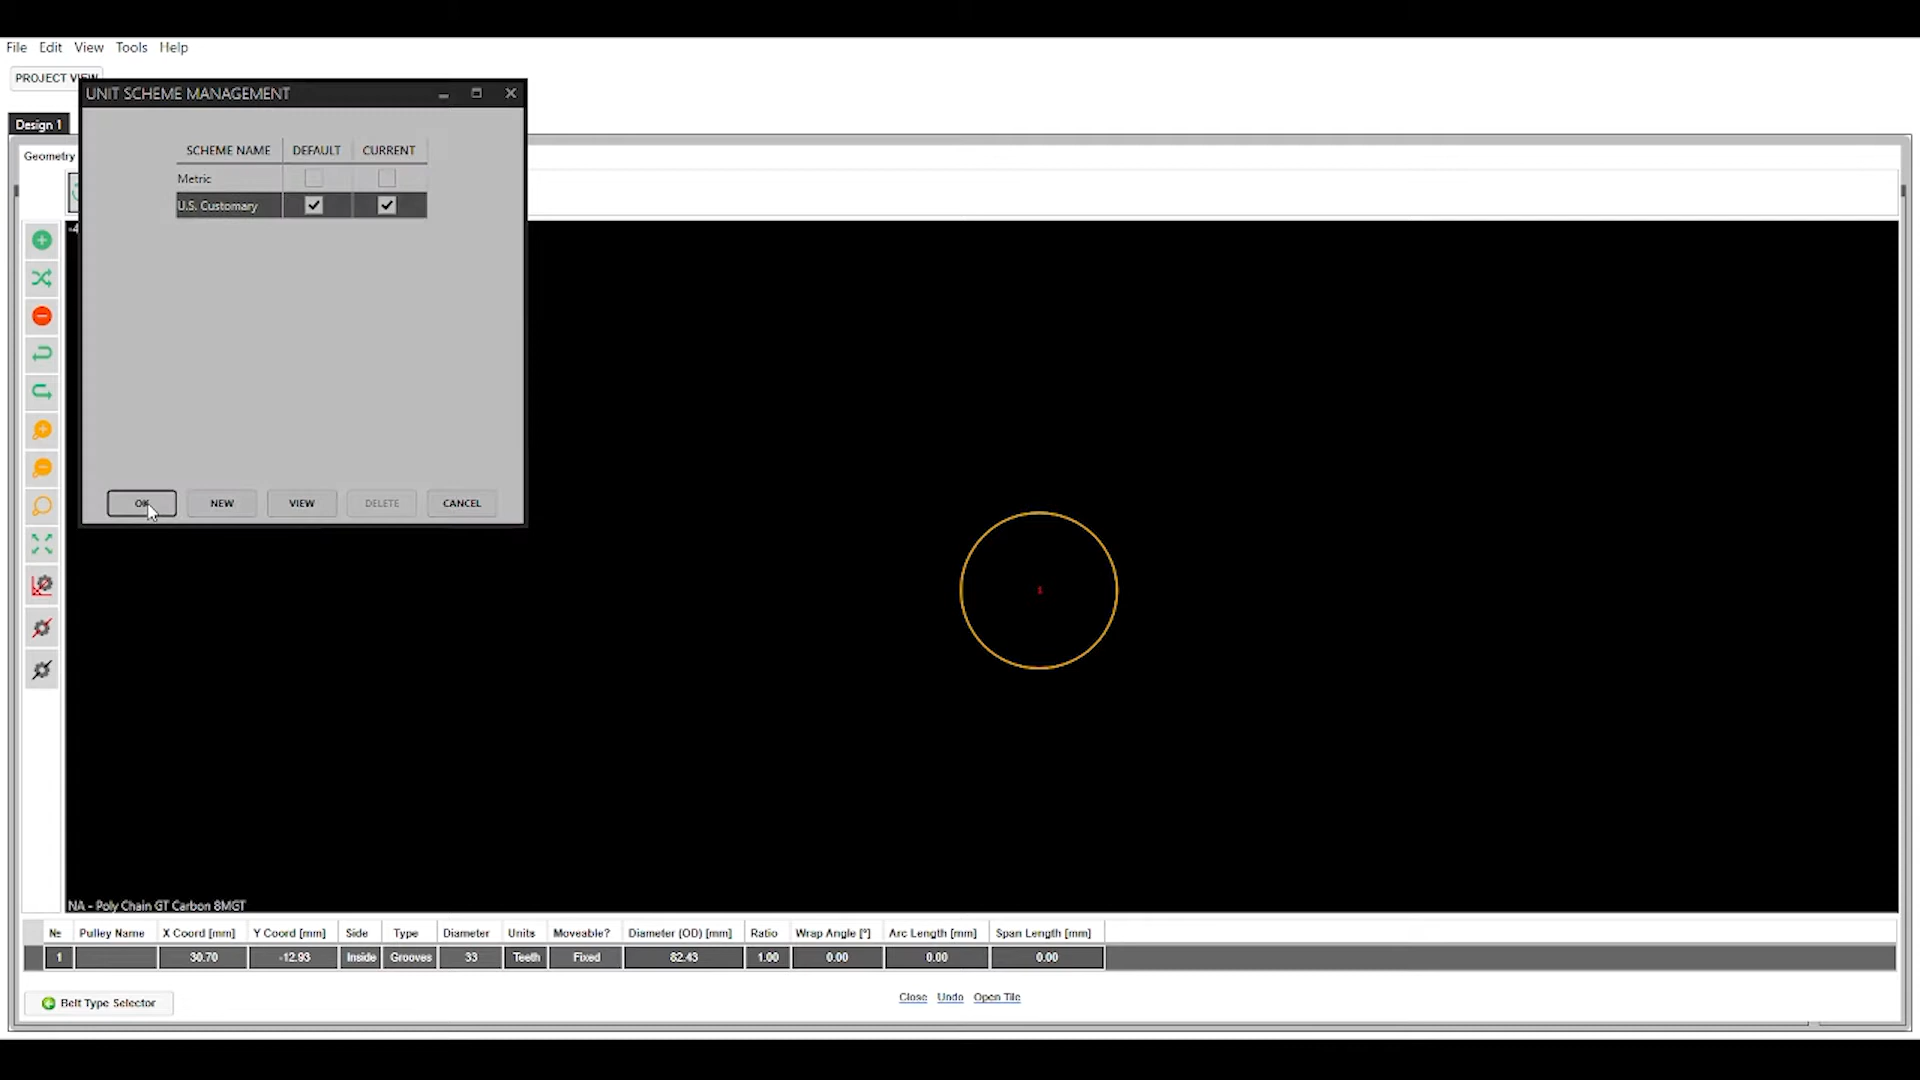 File Edit View Tools Help
PROJECT VIEW
UNIT SCHEME MANAGEMENT
Design 1
Geometry
SCHEME NAME DEFAULT CURRENT
Metric
U.S. Customary
-4
OK NEW VIEW DELETE CANCEL
1
NA - Poly Chain GT Carbon 8MGT
№ Pulley Name X Coord [mm] Y Coord [mm] Side Type Diameter Units Moveable? Diameter (OD) [mm] Ratio Wrap Angle [°] Arc Length [mm] Span Length [mm]
1 30.70 -12.93 Inside Grooves 33 Teeth Fixed 82.43 1.00 0.00 0.00 0.00
Belt Type Selector
Close Undo Open Tile